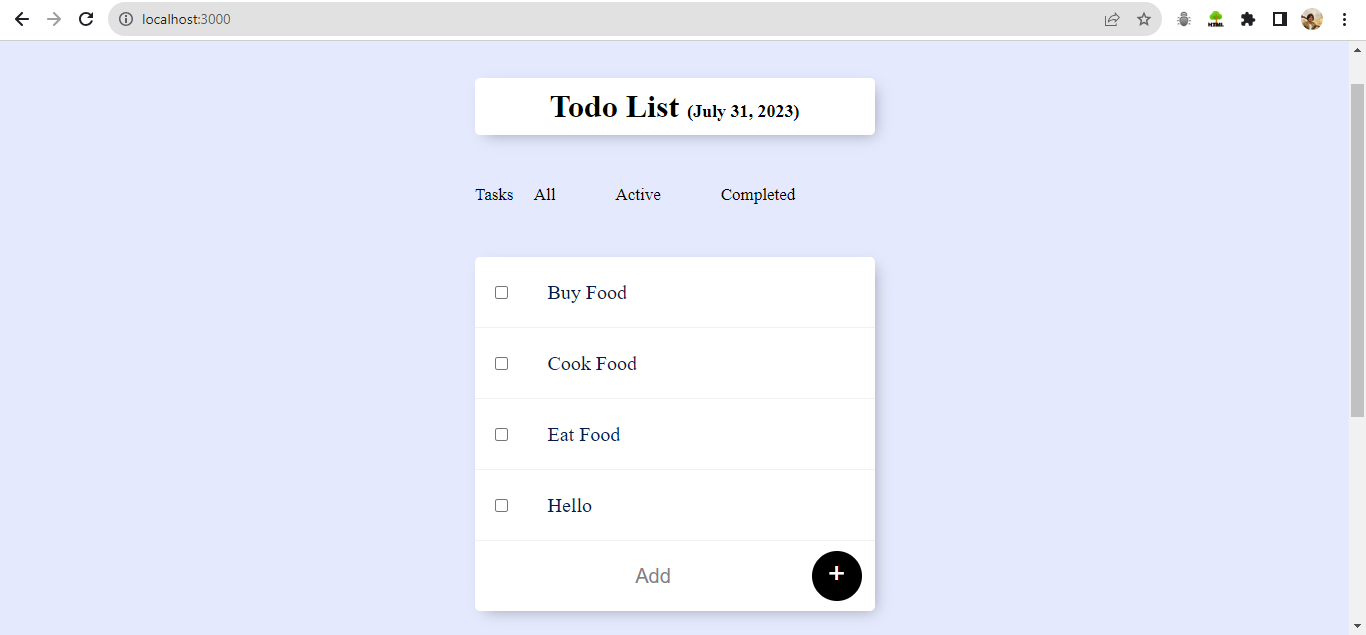 localhost:3000
HTML
Todo List (July 31, 2023)
Tasks All Active Completed
Buy Food
Cook Food
Eat Food
Hello
Add +